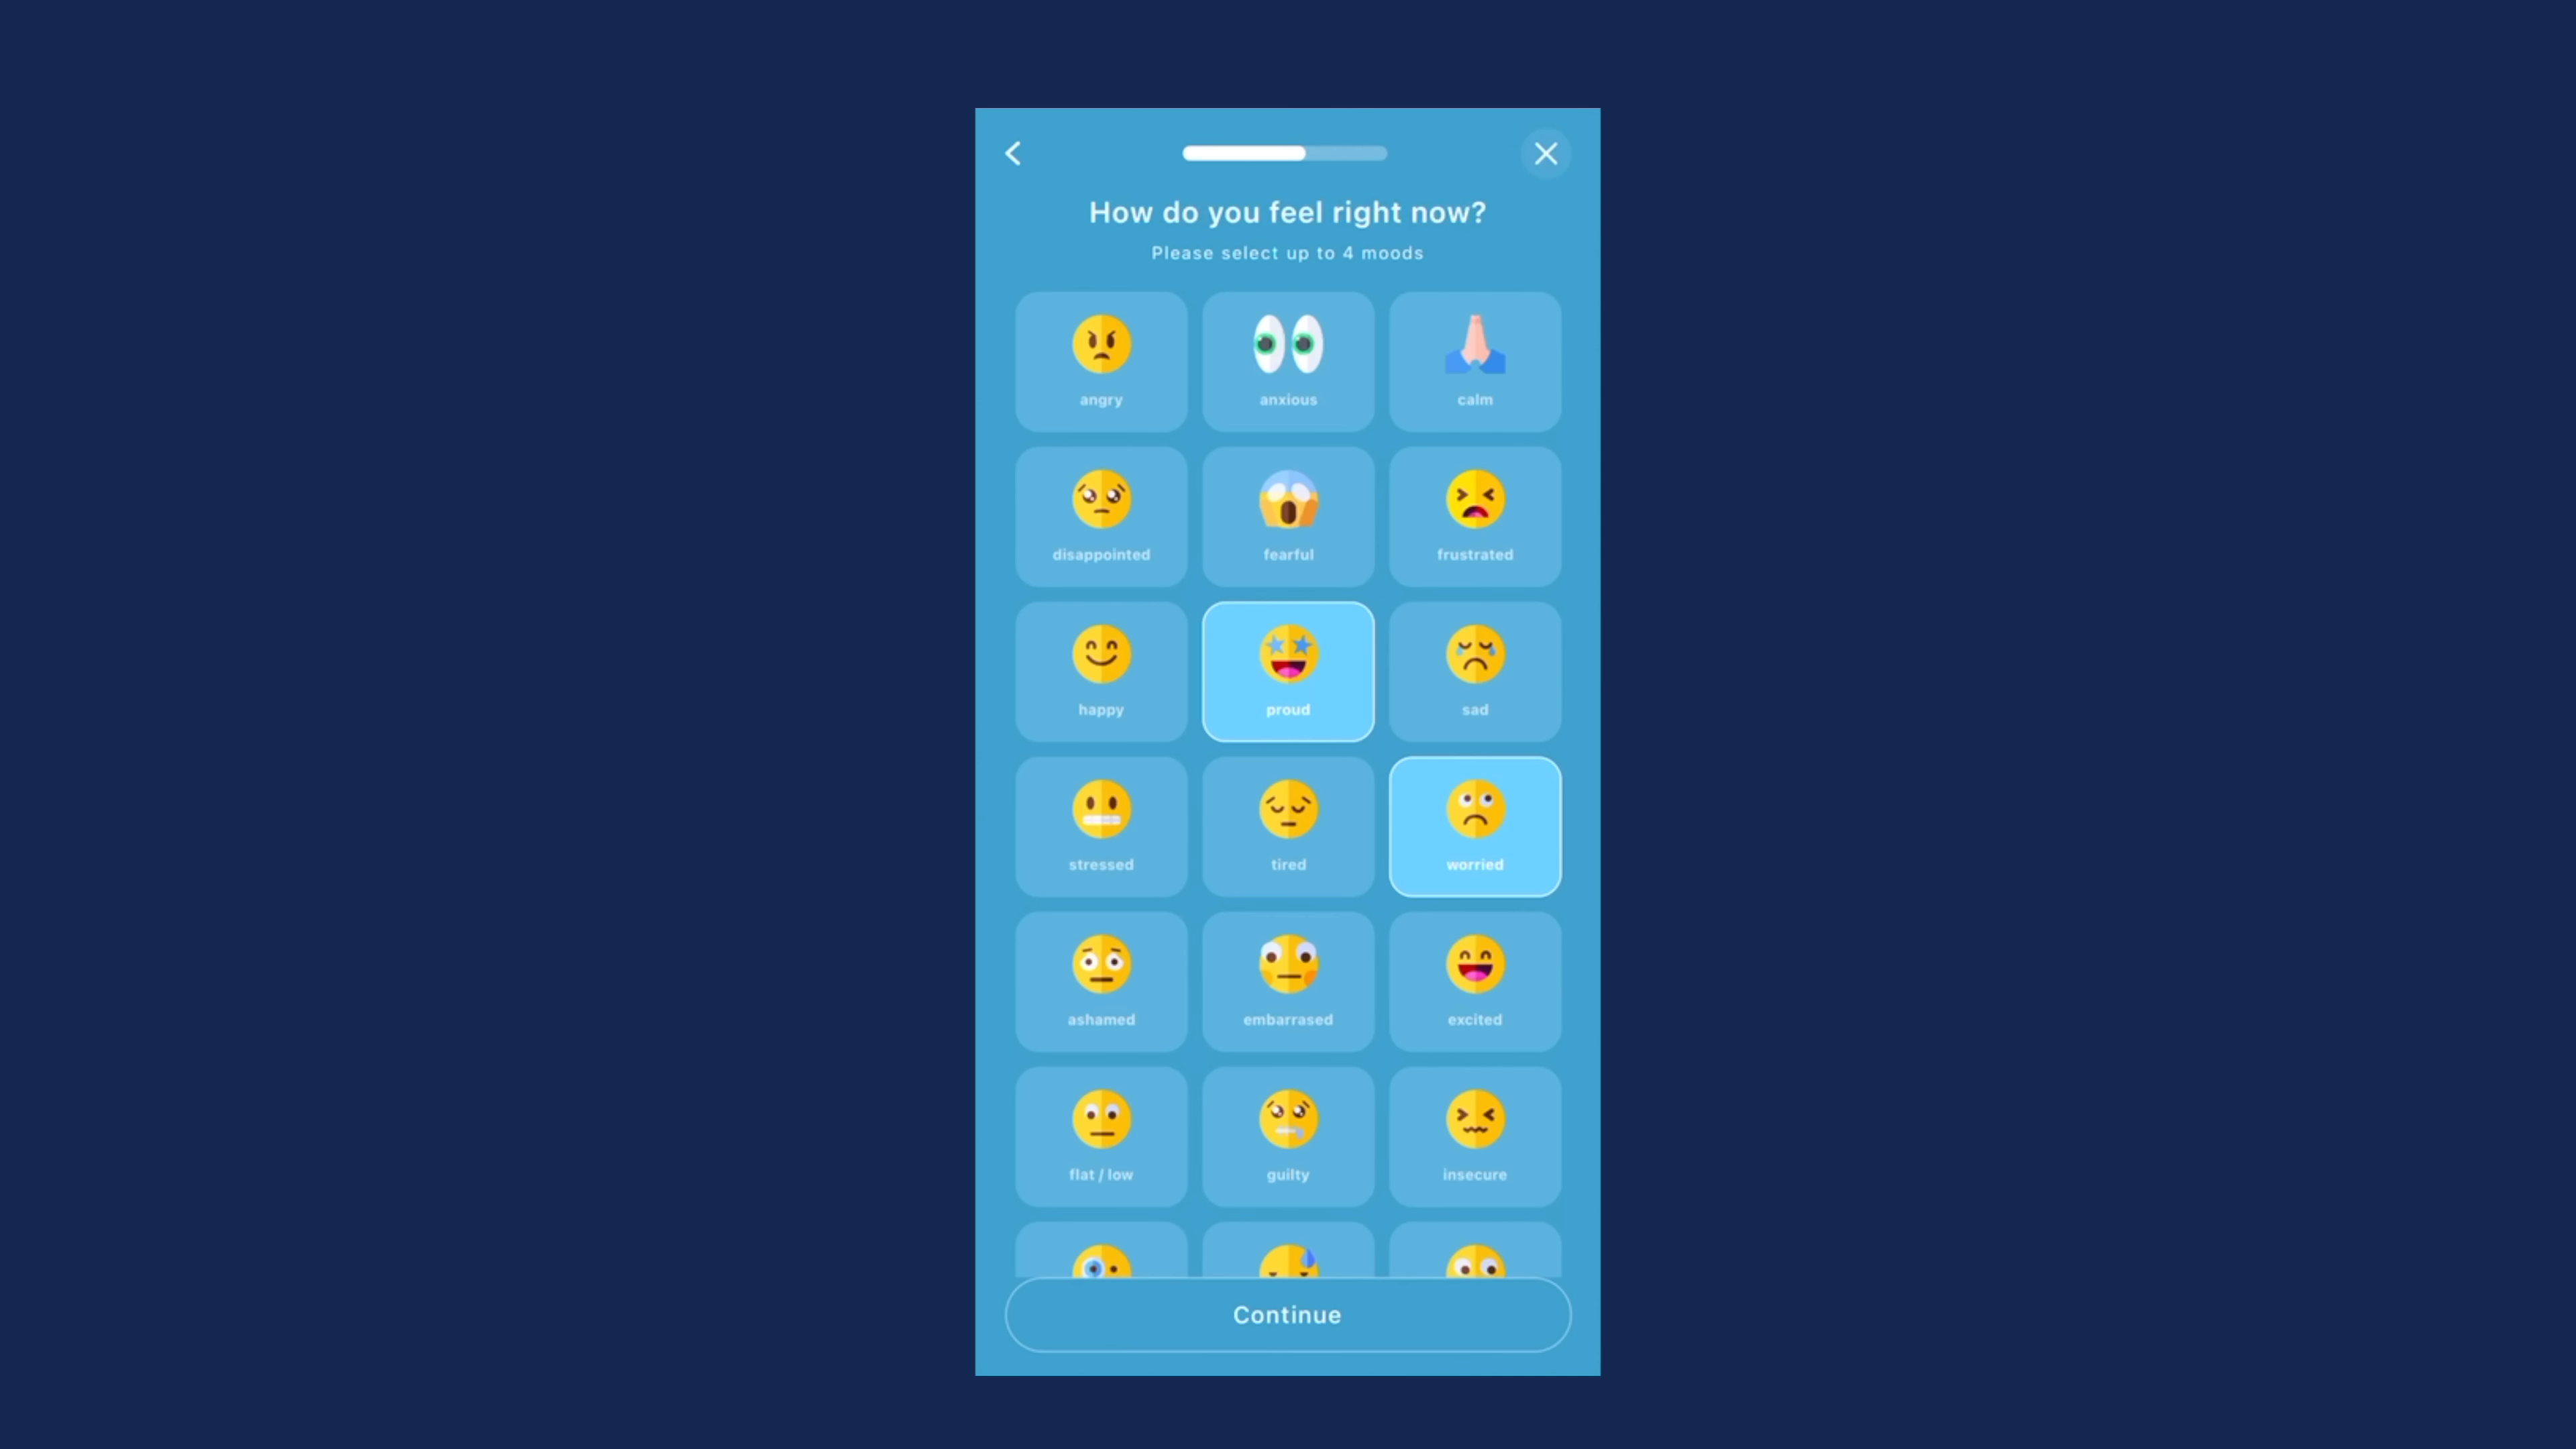 How do you feel right now?
Please select up to 4 moods
angry anxious calm
disappointed fearful frustrated
happy proud sad
stressed tired worried
ashamed embarrased excited
flat / low guilty insecure
Continue